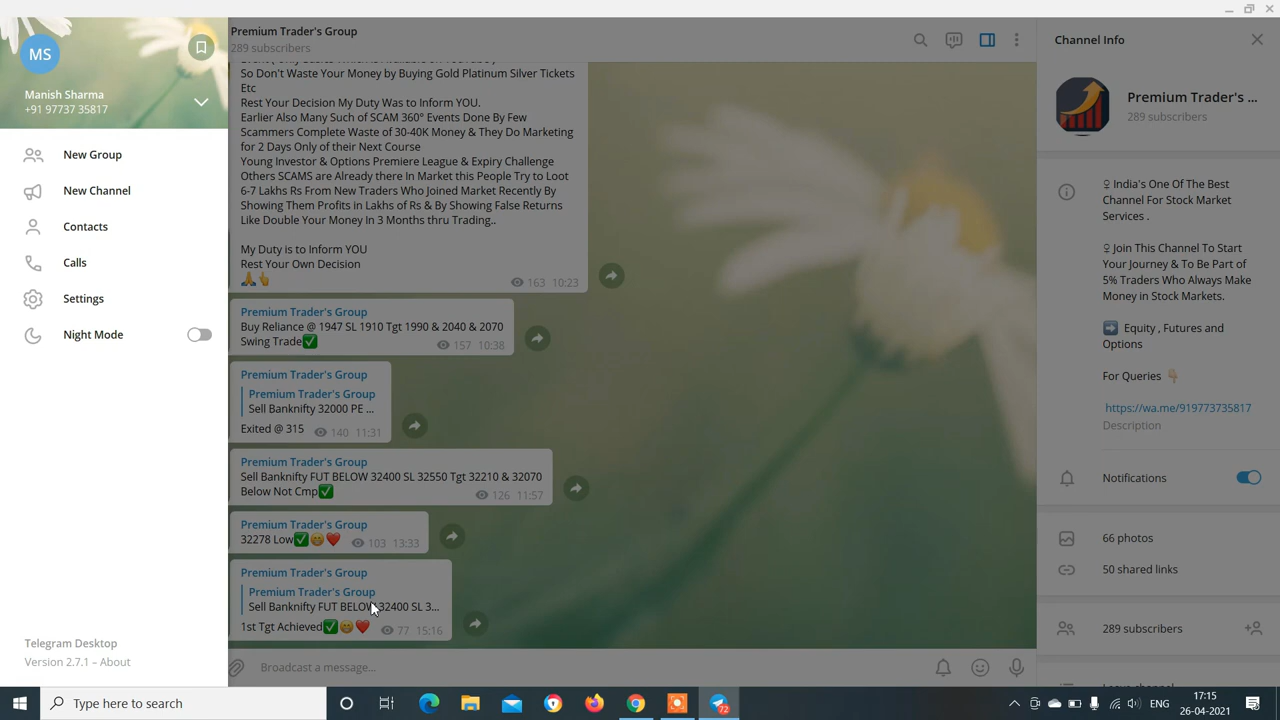 MS
Manish Sharma
+91 97737 35817
New Group
New Channel
Contacts
Calls
Settings
Night Mode
Telegram Desktop
Version 2.7.1 – About
Premium Trader's Group
289 subscribers
So Don't Waste Your Money by Buying Gold Platinum Silver Tickets
Etc
Rest Your Decision My Duty Was to Inform YOU.
Earlier Also Many Such of SCAM 360° Events Done By Few
Scammers Complete Waste of 30-40K Money & They Do Marketing
for 2 Days Only of their Next Course
Young Investor & Options Premiere League & Expiry Challenge
Others SCAMS are Already there In Market this People Try to Loot
6-7 Lakhs Rs From New Traders Who Joined Market Recently By
Showing Them Profits in Lakhs of Rs & By Showing False Returns
Like Double Your Money In 3 Months thru Trading..
My Duty is to Inform YOU
Rest Your Own Decision
🙏👆 163 10:23
Premium Trader's Group
Buy Reliance @ 1947 SL 1910 Tgt 1990 & 2040 & 2070
Swing Trade✅ 157 10:38
Premium Trader's Group
Premium Trader's Group
Sell Banknifty 32000 PE ...
Exited @ 315 140 11:31
Premium Trader's Group
Sell Banknifty FUT BELOW 32400 SL 32550 Tgt 32210 & 32070
Below Not Cmp✅ 126 11:57
Premium Trader's Group
32278 Low✅😁❤️ 103 13:33
Premium Trader's Group
Premium Trader's Group
Sell Banknifty FUT BELOW 32400 SL 3...
1st Tgt Achieved✅😁❤️ 77 15:16
Broadcast a message...
Channel Info
Premium Trader's ...
289 subscribers
India's One Of The Best
Channel For Stock Market
Services .
Join This Channel To Start
Your Journey & To Be Part of
5% Traders Who Always Make
Money in Stock Markets.
➡️ Equity , Futures and
Options
For Queries 👇
https://wa.me/919773735817
Description
Notifications
66 photos
50 shared links
289 subscribers
Type here to search
72
ENG
17:15
26-04-2021